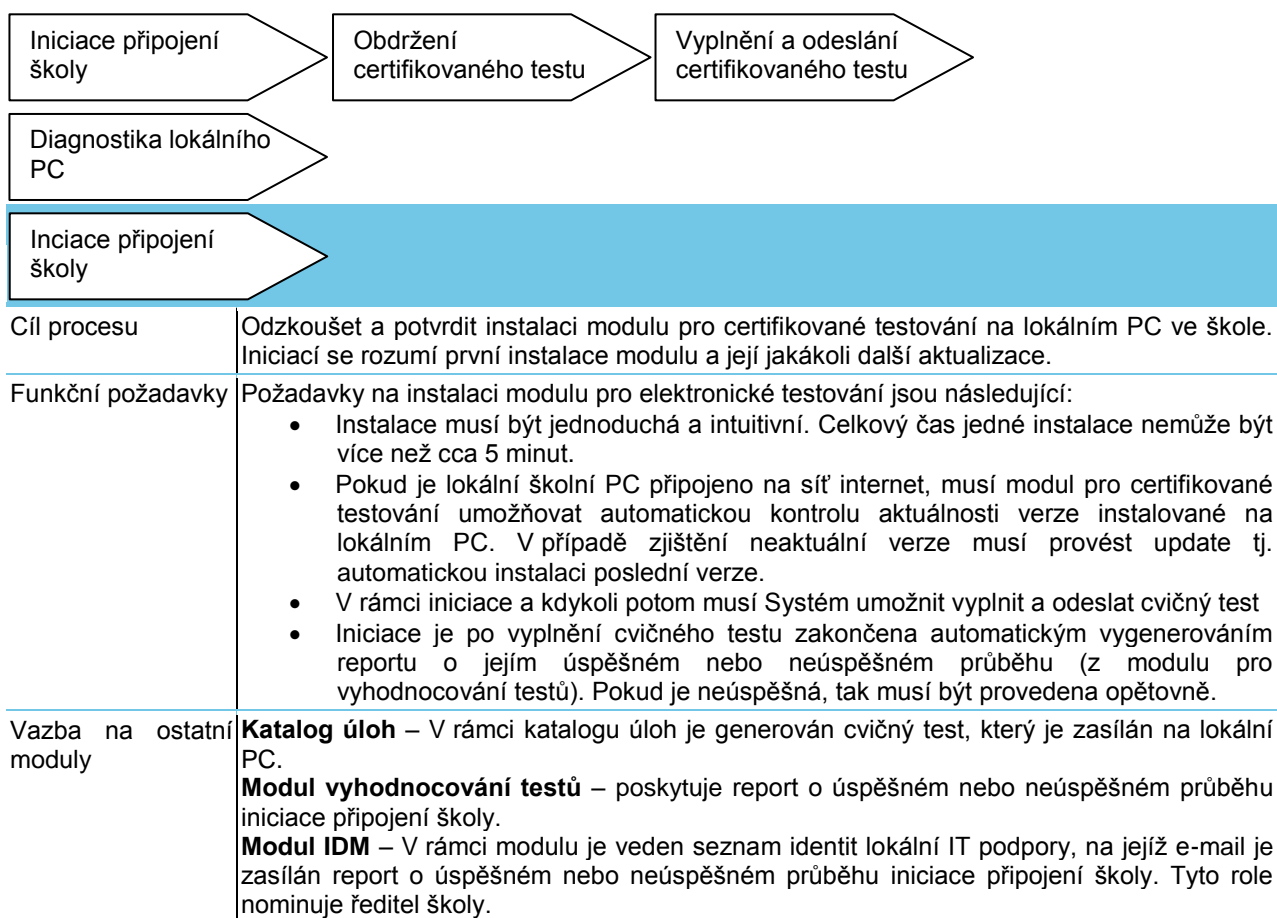 Iniciace připojení
školy
Obdržení
certifikovaného testu
Vyplnění a odeslání
certifikovaného testu
Diagnostika lokálního
PC
Inciace připojení
školy
Cíl procesu
Odzkoušet a potvrdit instalaci modulu pro certifikované testování na lokálním PC ve škole.
Iniciací se rozumí první instalace modulu a její jakákoli další aktualizace.
Funkční požadavky
Požadavky na instalaci modulu pro elektronické testování jsou následující:
• Instalace musí být jednoduchá a intuitivní. Celkový čas jedné instalace nemůže být
více než cca 5 minut.
• Pokud je lokální školní PC připojeno na síť internet, musí modul pro certifikované
testování umožňovat automatickou kontrolu aktuálnosti verze instalované na
lokálním PC. V případě zjištění neaktuální verze musí provést update tj.
automatickou instalaci poslední verze.
• V rámci iniciace a kdykoli potom musí Systém umožnit vyplnit a odeslat cvičný test
• Iniciace je po vyplnění cvičného testu zakončena automatickým vygenerováním
reportu o jejím úspěšném nebo neúspěšném průběhu (z modulu pro
vyhodnocování testů). Pokud je neúspěšná, tak musí být provedena opětovně.
Vazba na ostatní
moduly
Katalog úloh – V rámci katalogu úloh je generován cvičný test, který je zasílán na lokální
PC.
Modul vyhodnocování testů – poskytuje report o úspěšném nebo neúspěšném průběhu
iniciace připojení školy.
Modul IDM – V rámci modulu je veden seznam identit lokální IT podpory, na jejíž e-mail je
zasílán report o úspěšném nebo neúspěšném průběhu iniciace připojení školy. Tyto role
nominuje ředitel školy.